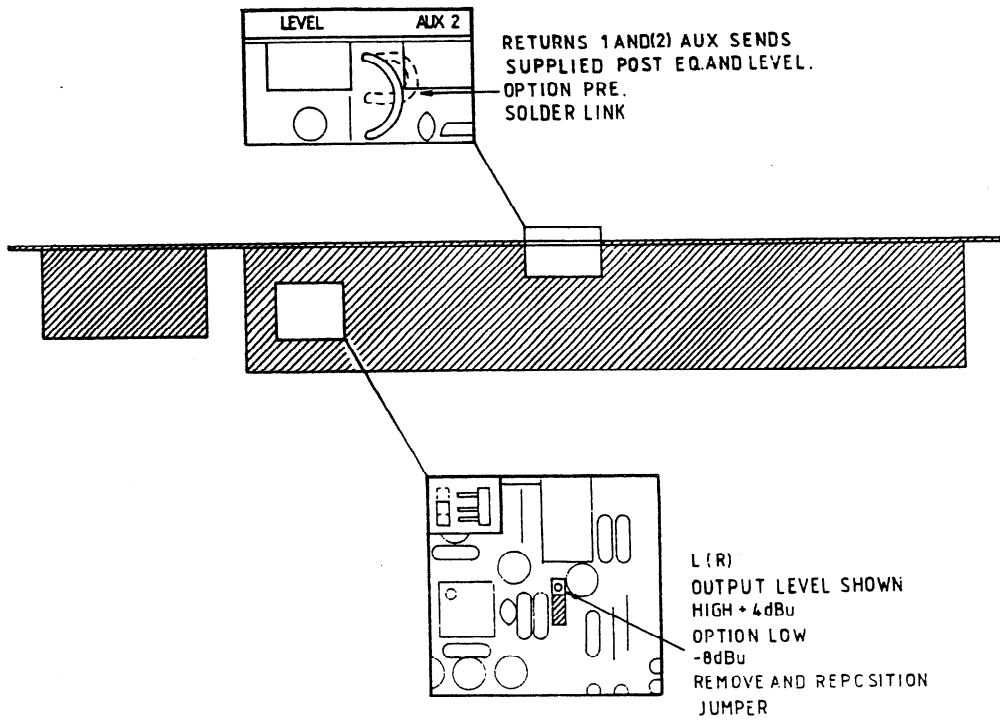 LEVEL AUX 2
RETURNS 1 AND(2) AUX SENDS
SUPPLIED POST EQ.AND LEVEL.
OPTION PRE.
SOLDER LINK
L(R)
OUTPUT LEVEL SHOWN
HIGH + 4dBu
OPTION LOW
-8dBu
REMOVE AND REPCSITION
JUMPER